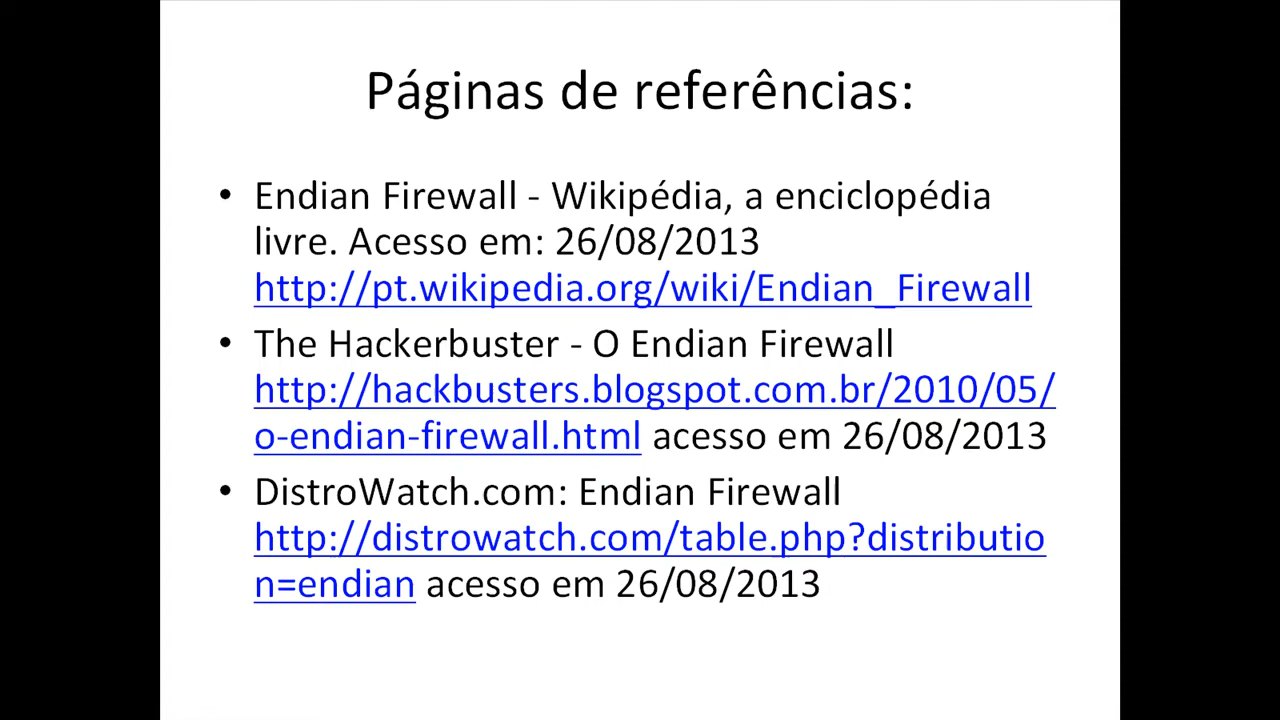 Páginas de referências:
• Endian Firewall - Wikipédia, a enciclopédia
livre. Acesso em: 26/08/2013
http://pt.wikipedia.org/wiki/Endian_Firewall
• The Hackerbuster - O Endian Firewall
http://hackbusters.blogspot.com.br/2010/05/
o-endian-firewall.html acesso em 26/08/2013
• DistroWatch.com: Endian Firewall
http://distrowatch.com/table.php?distributio
n=endian acesso em 26/08/2013